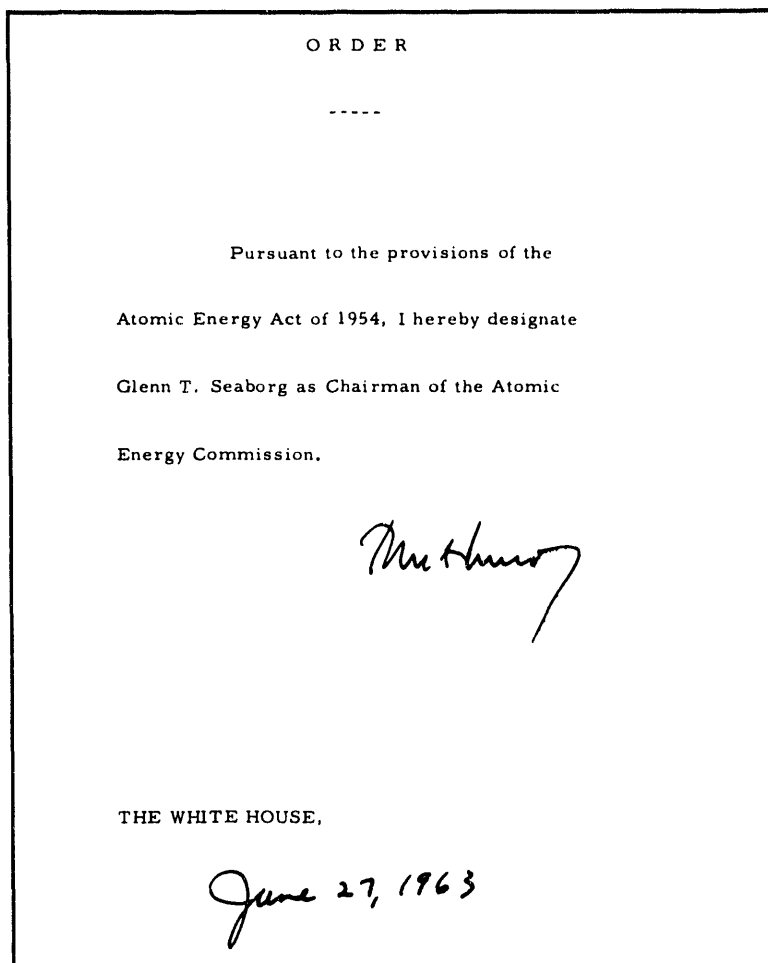 ORDER
-----
Pursuant to the provisions of the
Atomic Energy Act of 1954, I hereby designate
Glenn T. Seaborg as Chairman of the Atomic
Energy Commission.
THE WHITE HOUSE,
June 27, 1963